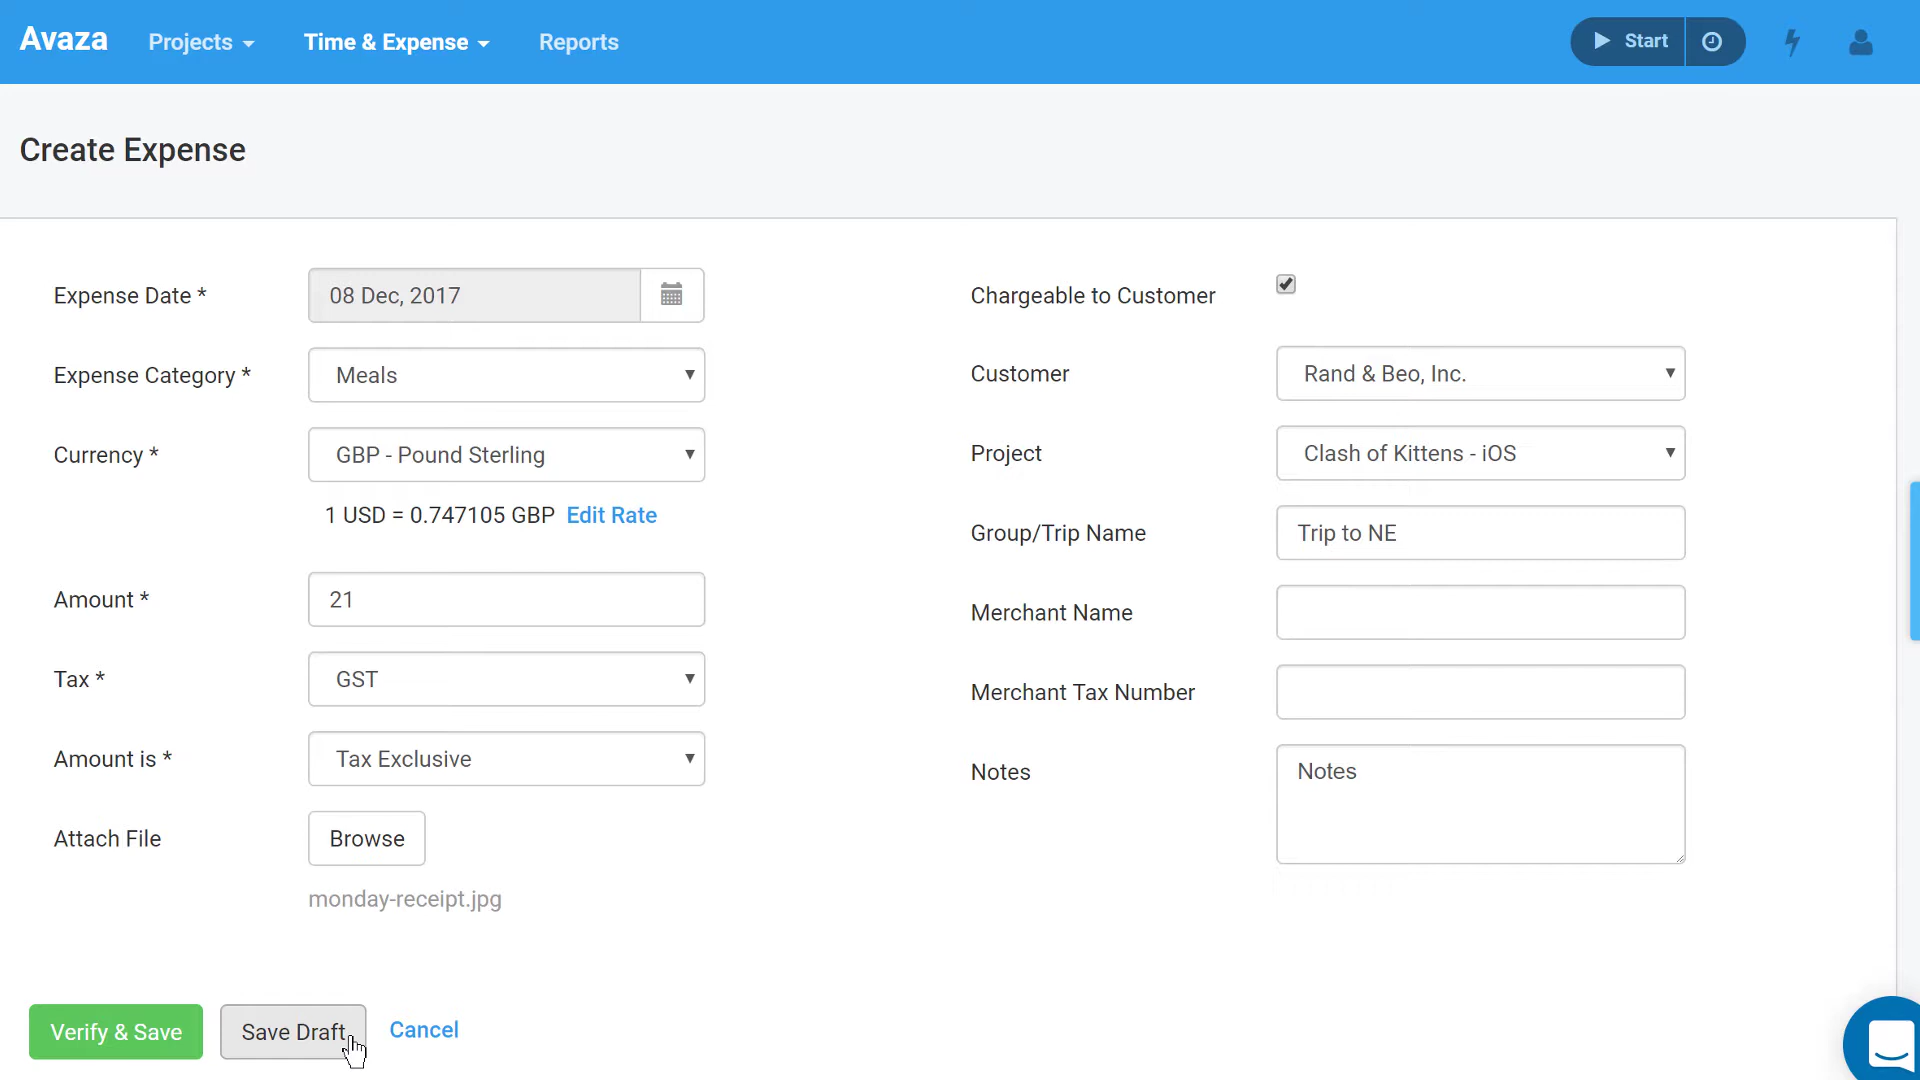 Avaza
Projects
Time & Expense
Reports
Start
Create Expense
Expense Date *
08 Dec, 2017
Expense Category *
Meals
Currency *
GBP - Pound Sterling
1 USD = 0.747105 GBP Edit Rate
Amount *
21
Tax *
GST
Amount is *
Tax Exclusive
Attach File
Browse
monday-receipt.jpg
Chargeable to Customer
Customer
Rand & Beo, Inc.
Project
Clash of Kittens - iOS
Group/Trip Name
Trip to NE
Merchant Name
Merchant Tax Number
Notes
Notes
Verify & Save
Save Draft
Cancel